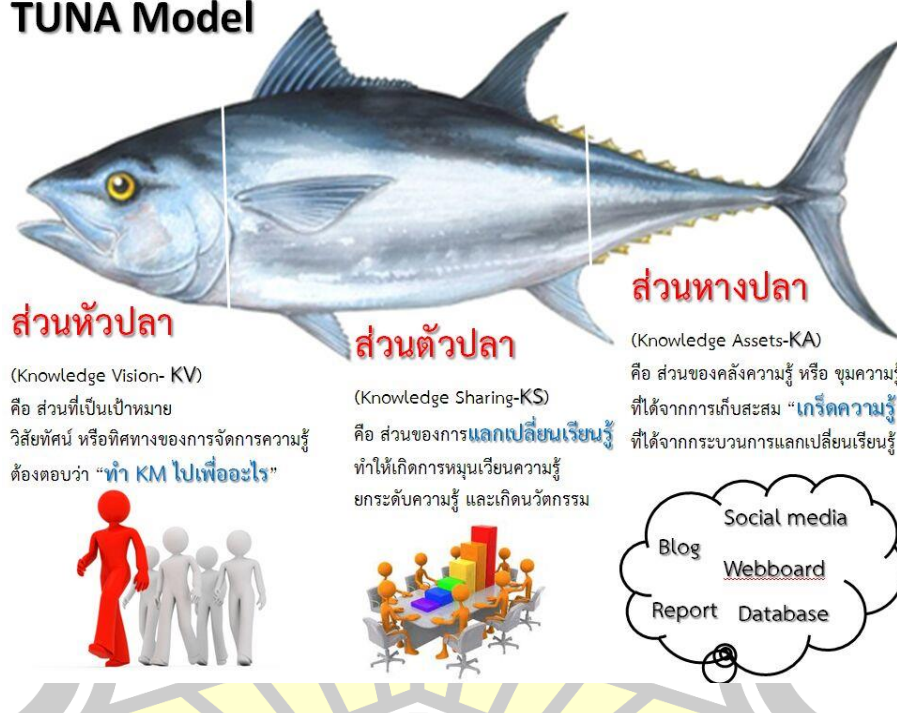 TUNA Model
ส่วนหัวปลา
(Knowledge Vision- KV)
คือ ส่วนที่เป็นเป้าหมาย
วิสัยทัศน์ หรือทิศทางของการจัดการความรู้
ต้องตอบว่า “ทำ KM ไปเพื่ออะไร”
ส่วนตัวปลา
(Knowledge Sharing-KS)
คือ ส่วนของการแลกเปลี่ยนเรียนรู้
ทำให้เกิดการหมุนเวียนความรู้
ยกระดับความรู้ และเกิดนวัตกรรม
ส่วนหางปลา
(Knowledge Assets-KA)
คือ ส่วนของคลังความรู้ หรือ ขุมความรู้
ที่ได้จากการเก็บสะสม “เกร็ดความรู้
ที่ได้จากกระบวนการแลกเปลี่ยนเรียนรู้
Social media
Blog
Webboard
Report Database